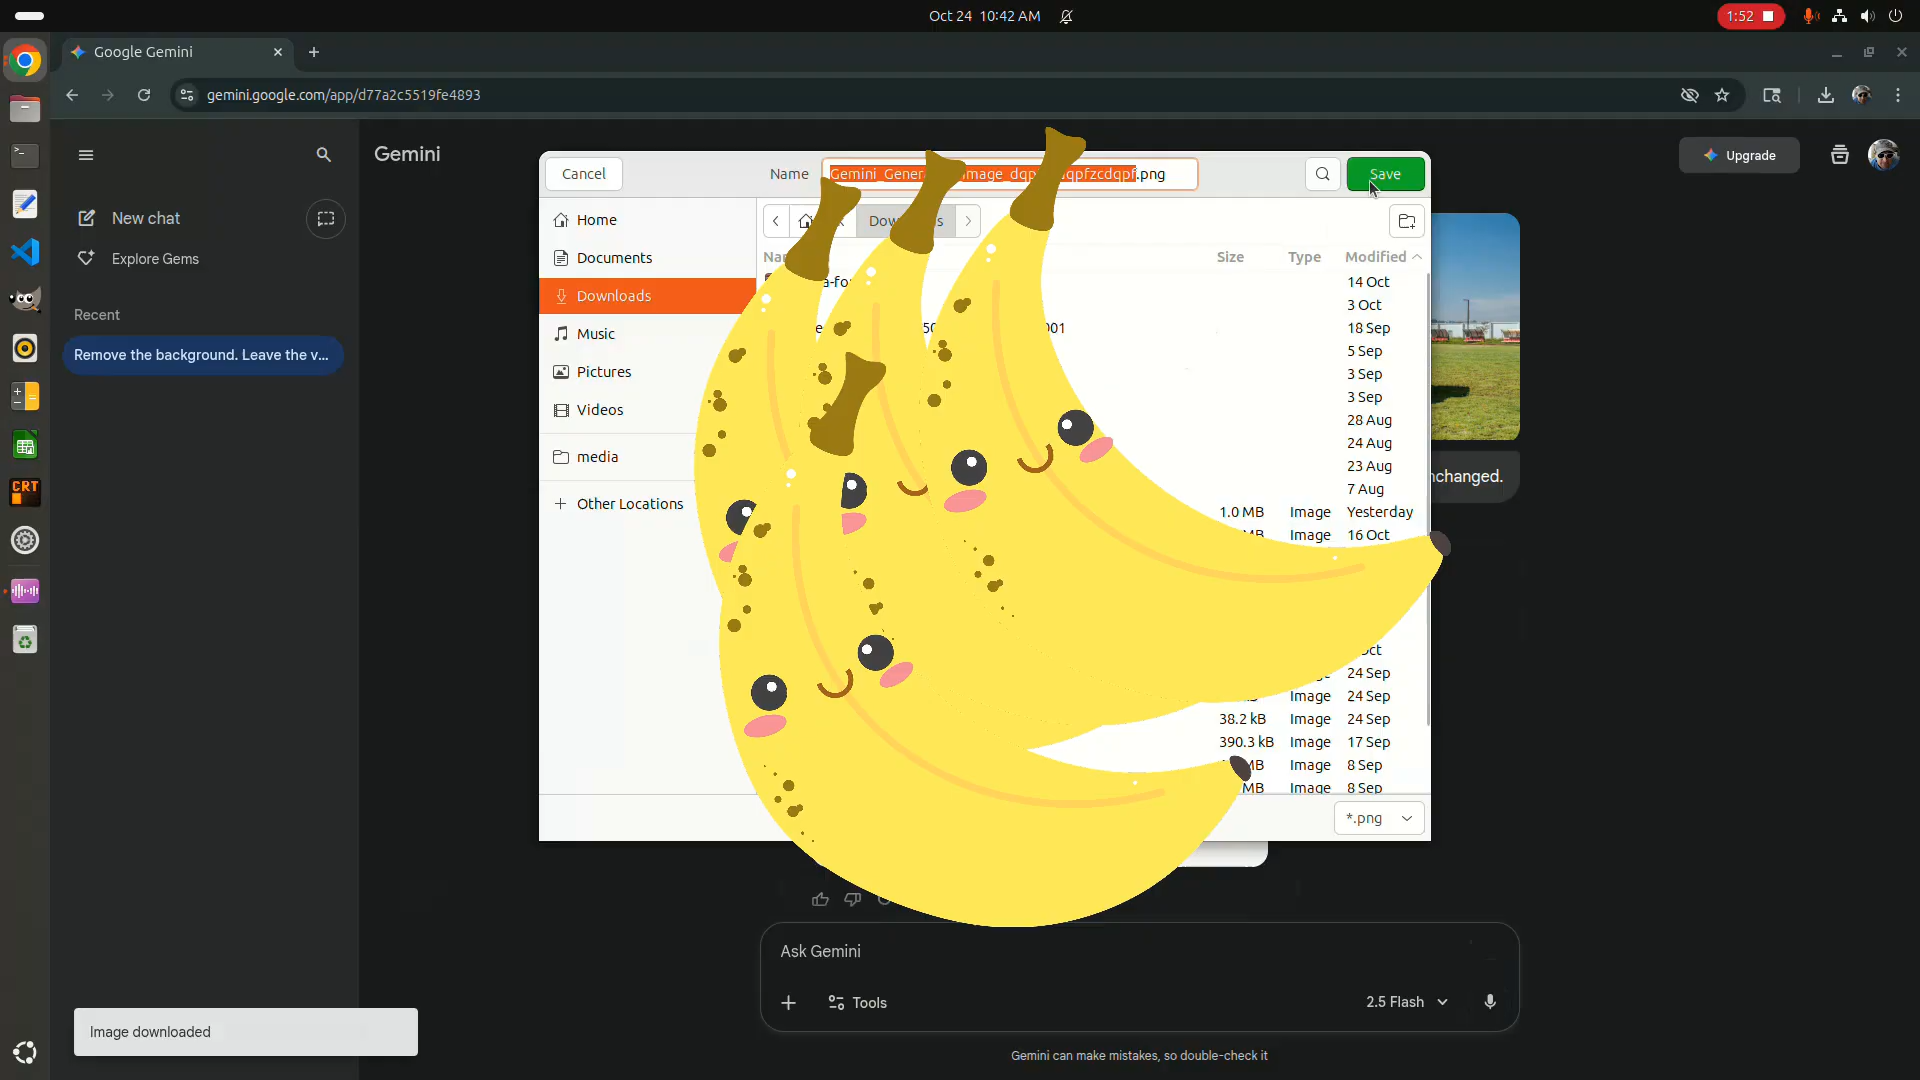 Oct 24 10:42 AM
1:52
Google Gemini
gemini.google.com/app/d77a2c5519fe4893
Gemini
Upgrade
New chat
Explore Gems
Recent
Remove the background. Leave the v...
Cancel
Name
.png
Save
Home
Documents
Downloads
Music
Pictures
Videos
media
Other Locations
Size Type Modified
14 Oct
3 Oct
18 Sep
5 Sep
3 Sep
3 Sep
28 Aug
24 Aug
23 Aug
7 Aug
1.0 MB Image Yesterday
Image 16 Oct
Image 24 Sep
Image 24 Sep
38.2 kB Image 24 Sep
390.3 kB Image 17 Sep
MB Image 8 Sep
MB Image 8 Sep
*.png
nchanged.
CRT
Ask Gemini
Tools
2.5 Flash
Image downloaded
Gemini can make mistakes, so double-check it